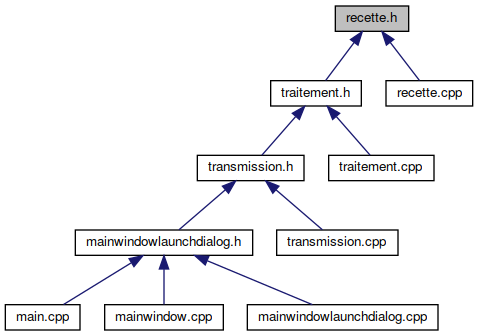 recette.h
traitement.h
recette.cpp
transmission.h
traitement.cpp
mainwindowlaunchdialog.h
transmission.cpp
main.cpp
mainwindow.cpp
mainwindowlaunchdialog.cpp